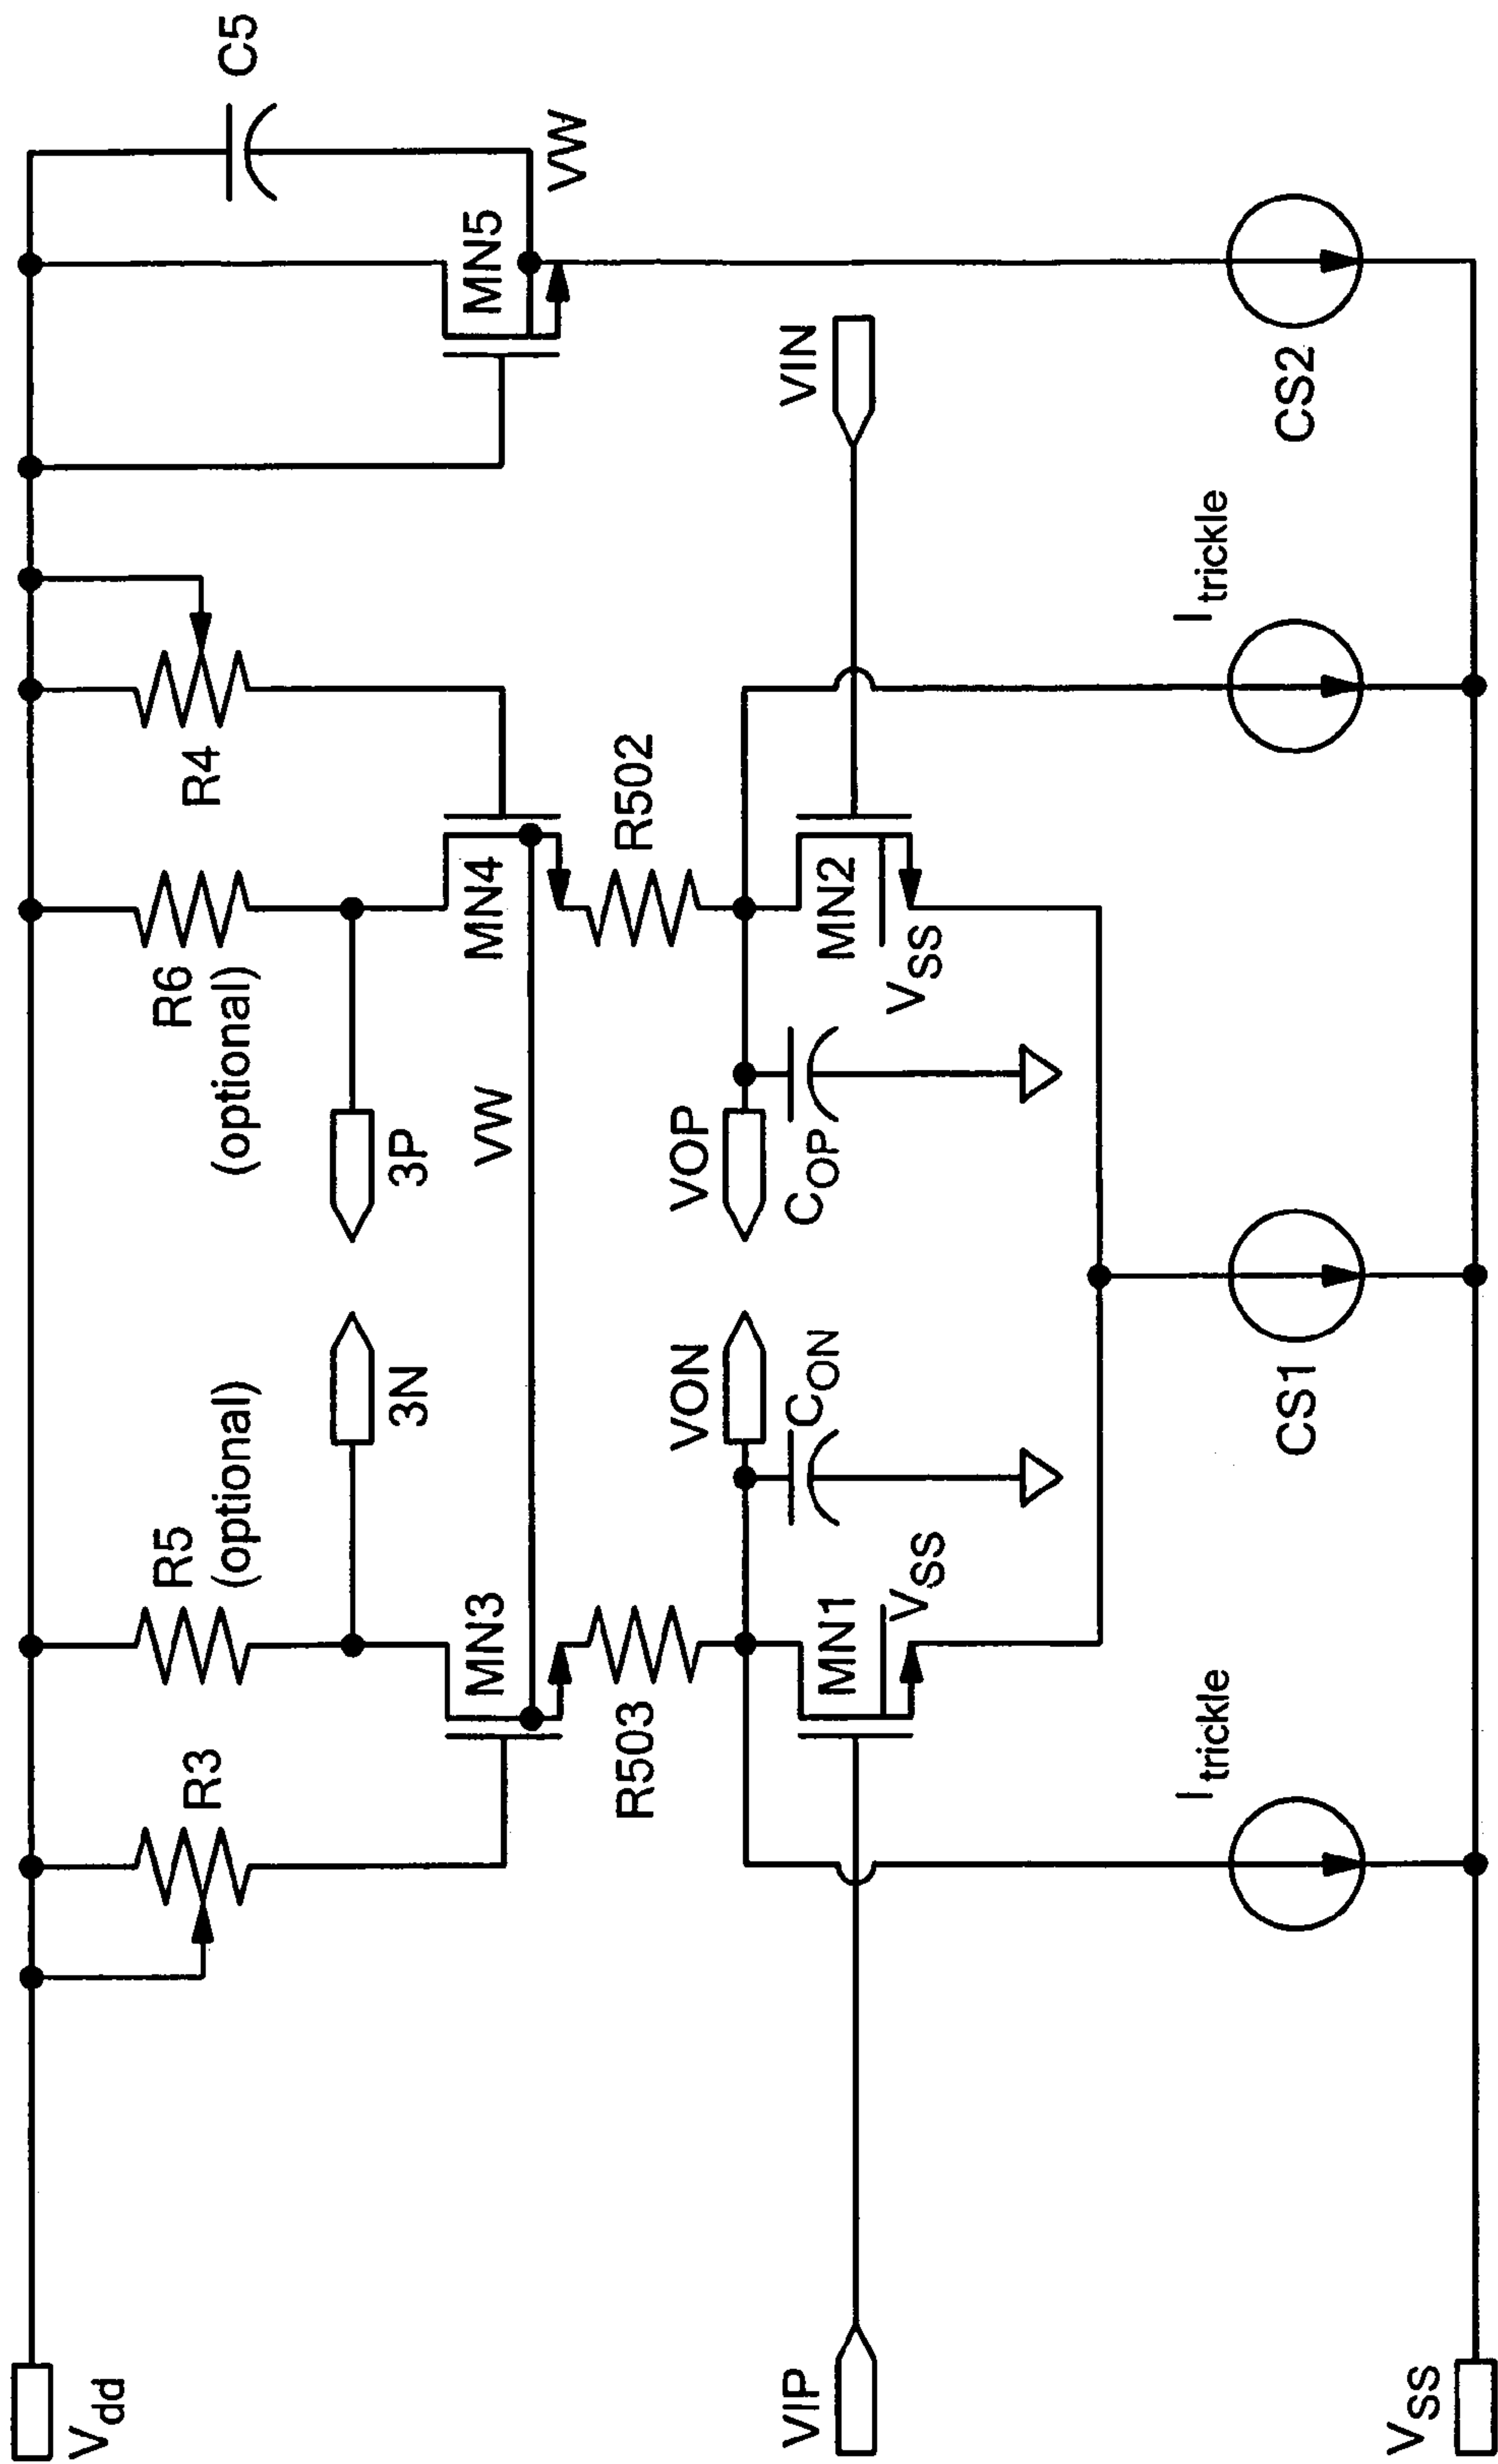 Vdd
R3
R5
(optional)
R6
(optional)
R4
C5
3N
3P
MN3
VW
MN4
MN5
VW
R503
R502
VON
VOP
CON
COP
VIP
MN1
VSS
MN2
VSS
VIN
Itrickle
CS1
Itrickle
CS2
VSS